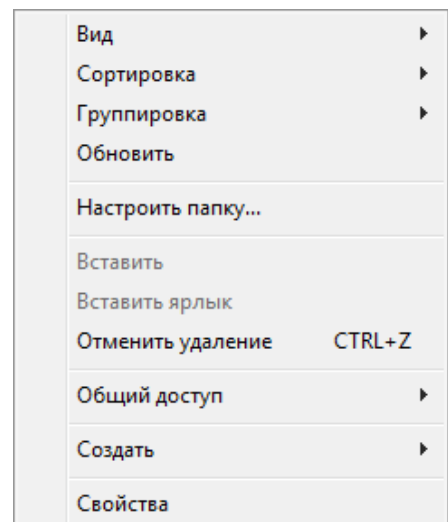 Вид
Сортировка
Группировка
Обновить
Настроить папку...
Вставить
Вставить ярлык
Отменить удаление CTRL+Z
Общий доступ
Создать
Свойства